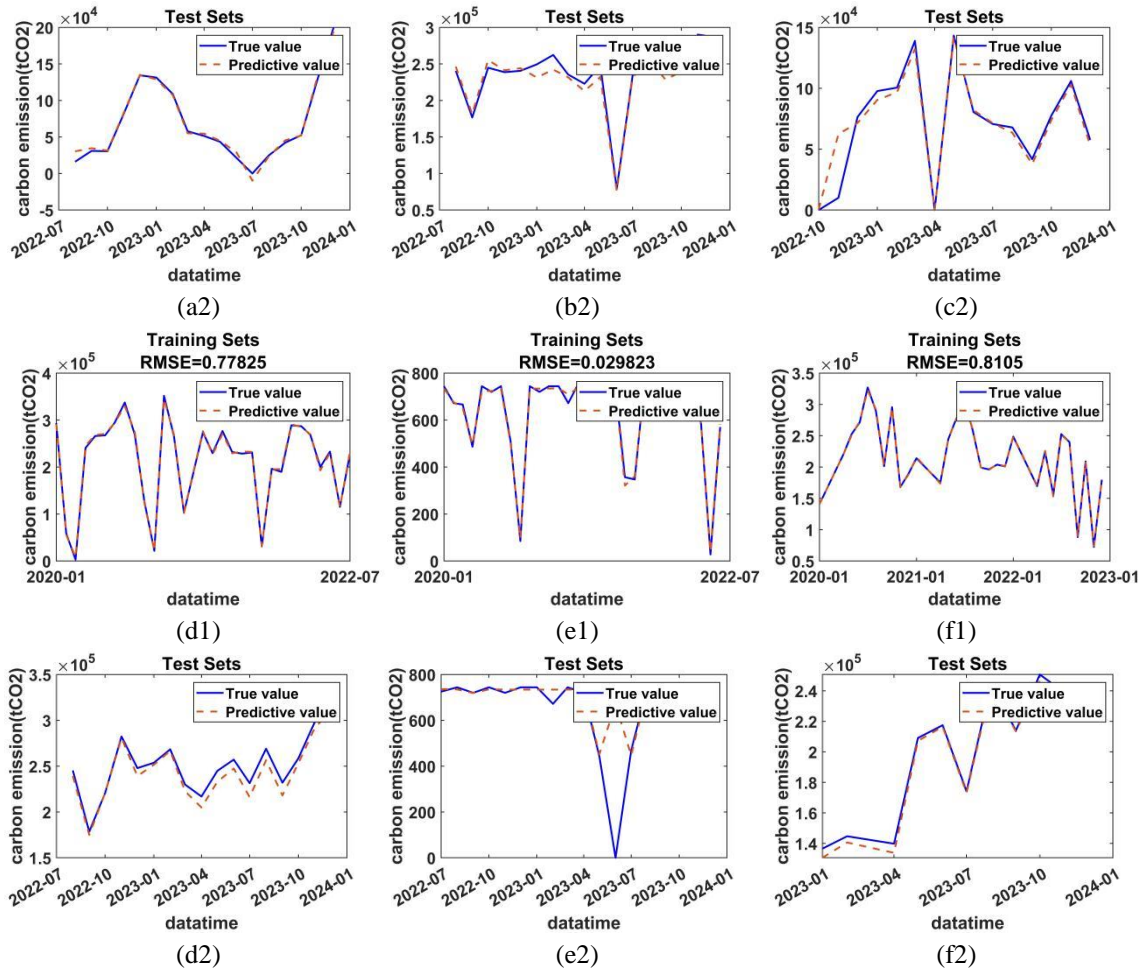 Test Sets
×10^4
carbon emission(tCO2)
20
15
10
5
0
-5
True value
Predictive value
2022-07
2022-10
2023-01
2023-04
2023-07
2023-10
2024-01
datatime
(a2)
Test Sets
×10^5
carbon emission(tCO2)
3
2.5
2
1.5
1
0.5
True value
Predictive value
2022-07
2022-10
2023-01
2023-04
2023-07
2023-10
2024-01
datatime
(b2)
Test Sets
×10^4
carbon emission(tCO2)
15
10
5
0
True value
Predictive value
2022-10
2023-01
2023-04
2023-07
2023-10
2024-01
datatime
(c2)
Training Sets
RMSE=0.77825
×10^5
carbon emission(tCO2)
4
3
2
1
0
True value
Predictive value
2020-01
2022-07
datatime
(d1)
Training Sets
RMSE=0.029823
carbon emission(tCO2)
800
600
400
200
0
True value
Predictive value
2020-01
2022-07
datatime
(e1)
Training Sets
RMSE=0.8105
×10^5
carbon emission(tCO2)
3.5
3
2.5
2
1.5
1
0.5
True value
Predictive value
2020-01
2021-01
2022-01
2023-01
datatime
(f1)
Test Sets
×10^5
carbon emission(tCO2)
3.5
3
2.5
2
1.5
True value
Predictive value
2022-07
2022-10
2023-01
2023-04
2023-07
2023-10
2024-01
datatime
(d2)
Test Sets
carbon emission(tCO2)
800
600
400
200
0
True value
Predictive value
2022-07
2022-10
2023-01
2023-04
2023-07
2023-10
2024-01
datatime
(e2)
Test Sets
×10^5
carbon emission(tCO2)
2.4
2.2
2
1.8
1.6
1.4
True value
Predictive value
2023-01
2023-04
2023-07
2023-10
2024-01
datatime
(f2)